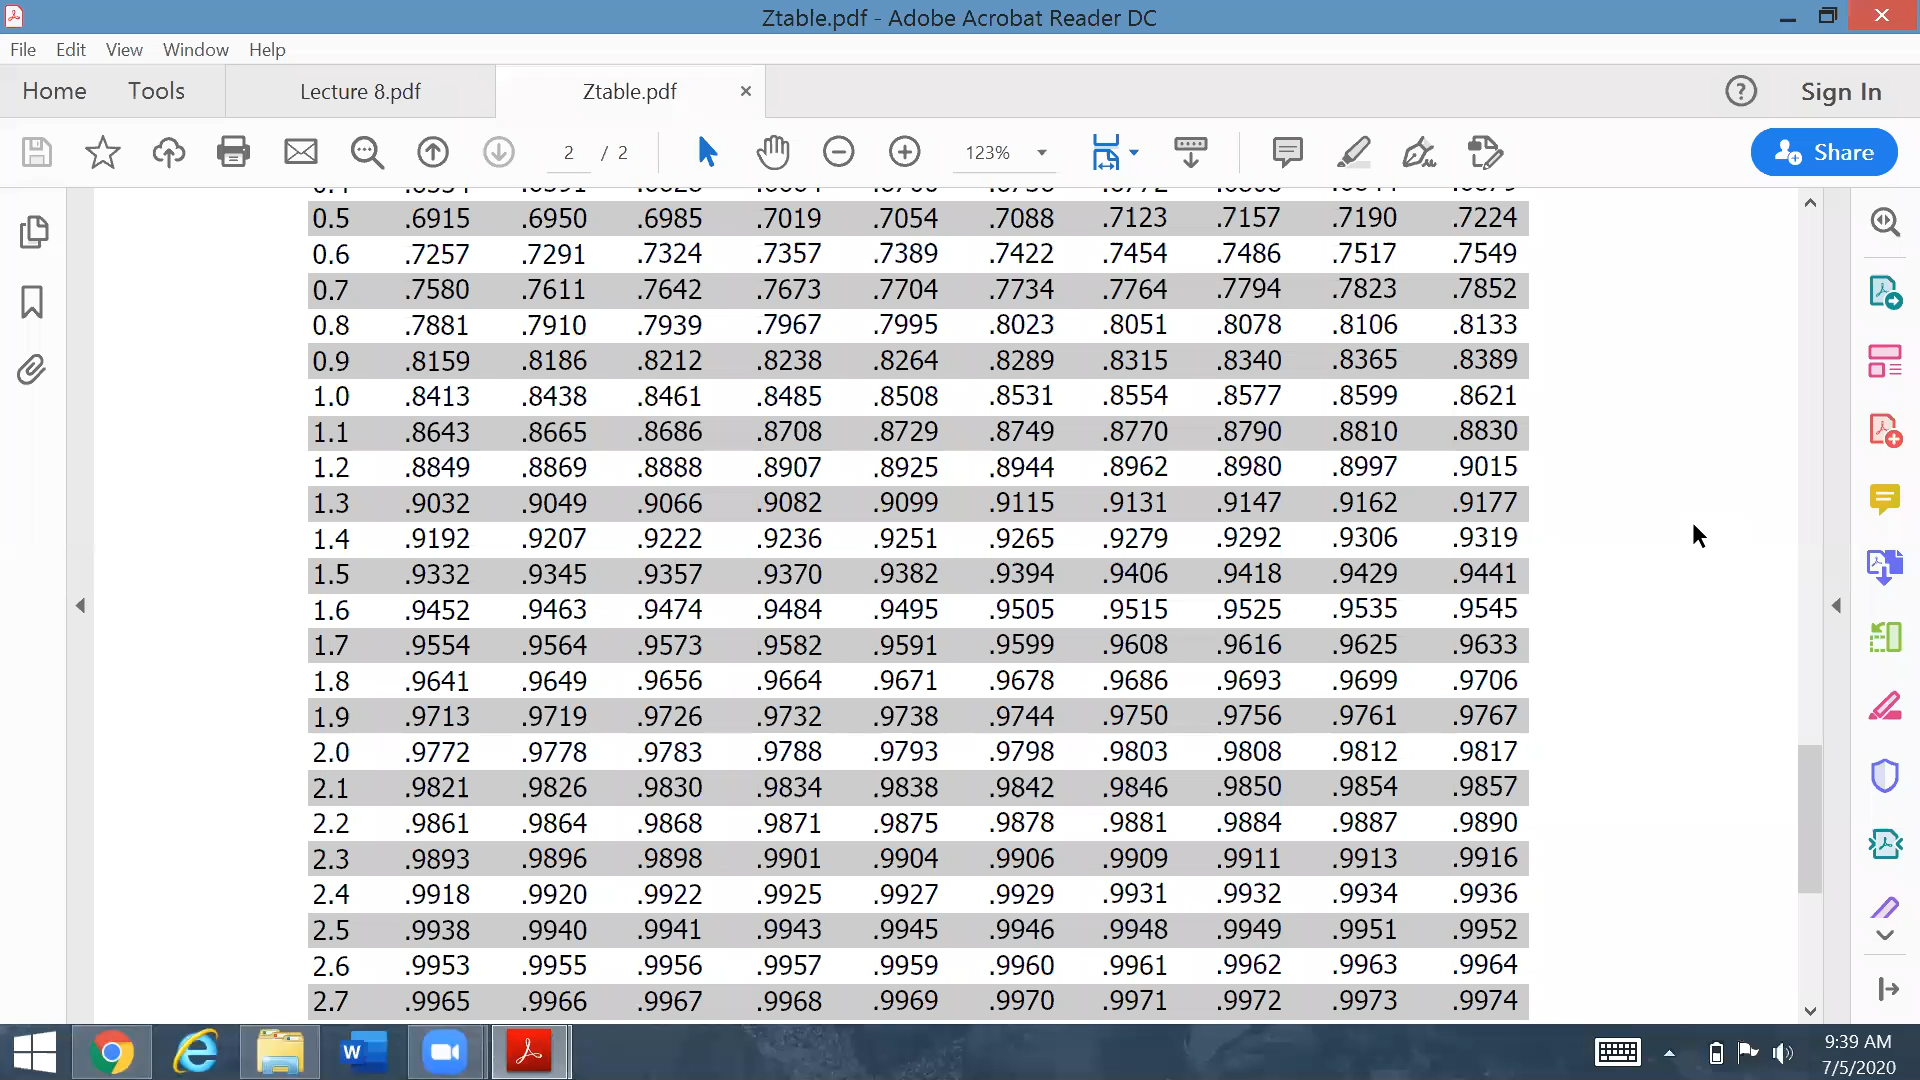 Ztable.pdf - Adobe Acrobat Reader DC
File Edit View Window Help
Home Tools Lecture 8.pdf Ztable.pdf Sign In
2 / 2 123% Share
0.5 .6915 .6950 .6985 .7019 .7054 .7088 .7123 .7157 .7190 .7224
0.6 .7257 .7291 .7324 .7357 .7389 .7422 .7454 .7486 .7517 .7549
0.7 .7580 .7611 .7642 .7673 .7704 .7734 .7764 .7794 .7823 .7852
0.8 .7881 .7910 .7939 .7967 .7995 .8023 .8051 .8078 .8106 .8133
0.9 .8159 .8186 .8212 .8238 .8264 .8289 .8315 .8340 .8365 .8389
1.0 .8413 .8438 .8461 .8485 .8508 .8531 .8554 .8577 .8599 .8621
1.1 .8643 .8665 .8686 .8708 .8729 .8749 .8770 .8790 .8810 .8830
1.2 .8849 .8869 .8888 .8907 .8925 .8944 .8962 .8980 .8997 .9015
1.3 .9032 .9049 .9066 .9082 .9099 .9115 .9131 .9147 .9162 .9177
1.4 .9192 .9207 .9222 .9236 .9251 .9265 .9279 .9292 .9306 .9319
1.5 .9332 .9345 .9357 .9370 .9382 .9394 .9406 .9418 .9429 .9441
1.6 .9452 .9463 .9474 .9484 .9495 .9505 .9515 .9525 .9535 .9545
1.7 .9554 .9564 .9573 .9582 .9591 .9599 .9608 .9616 .9625 .9633
1.8 .9641 .9649 .9656 .9664 .9671 .9678 .9686 .9693 .9699 .9706
1.9 .9713 .9719 .9726 .9732 .9738 .9744 .9750 .9756 .9761 .9767
2.0 .9772 .9778 .9783 .9788 .9793 .9798 .9803 .9808 .9812 .9817
2.1 .9821 .9826 .9830 .9834 .9838 .9842 .9846 .9850 .9854 .9857
2.2 .9861 .9864 .9868 .9871 .9875 .9878 .9881 .9884 .9887 .9890
2.3 .9893 .9896 .9898 .9901 .9904 .9906 .9909 .9911 .9913 .9916
2.4 .9918 .9920 .9922 .9925 .9927 .9929 .9931 .9932 .9934 .9936
2.5 .9938 .9940 .9941 .9943 .9945 .9946 .9948 .9949 .9951 .9952
2.6 .9953 .9955 .9956 .9957 .9959 .9960 .9961 .9962 .9963 .9964
2.7 .9965 .9966 .9967 .9968 .9969 .9970 .9971 .9972 .9973 .9974
9:39 AM
7/5/2020